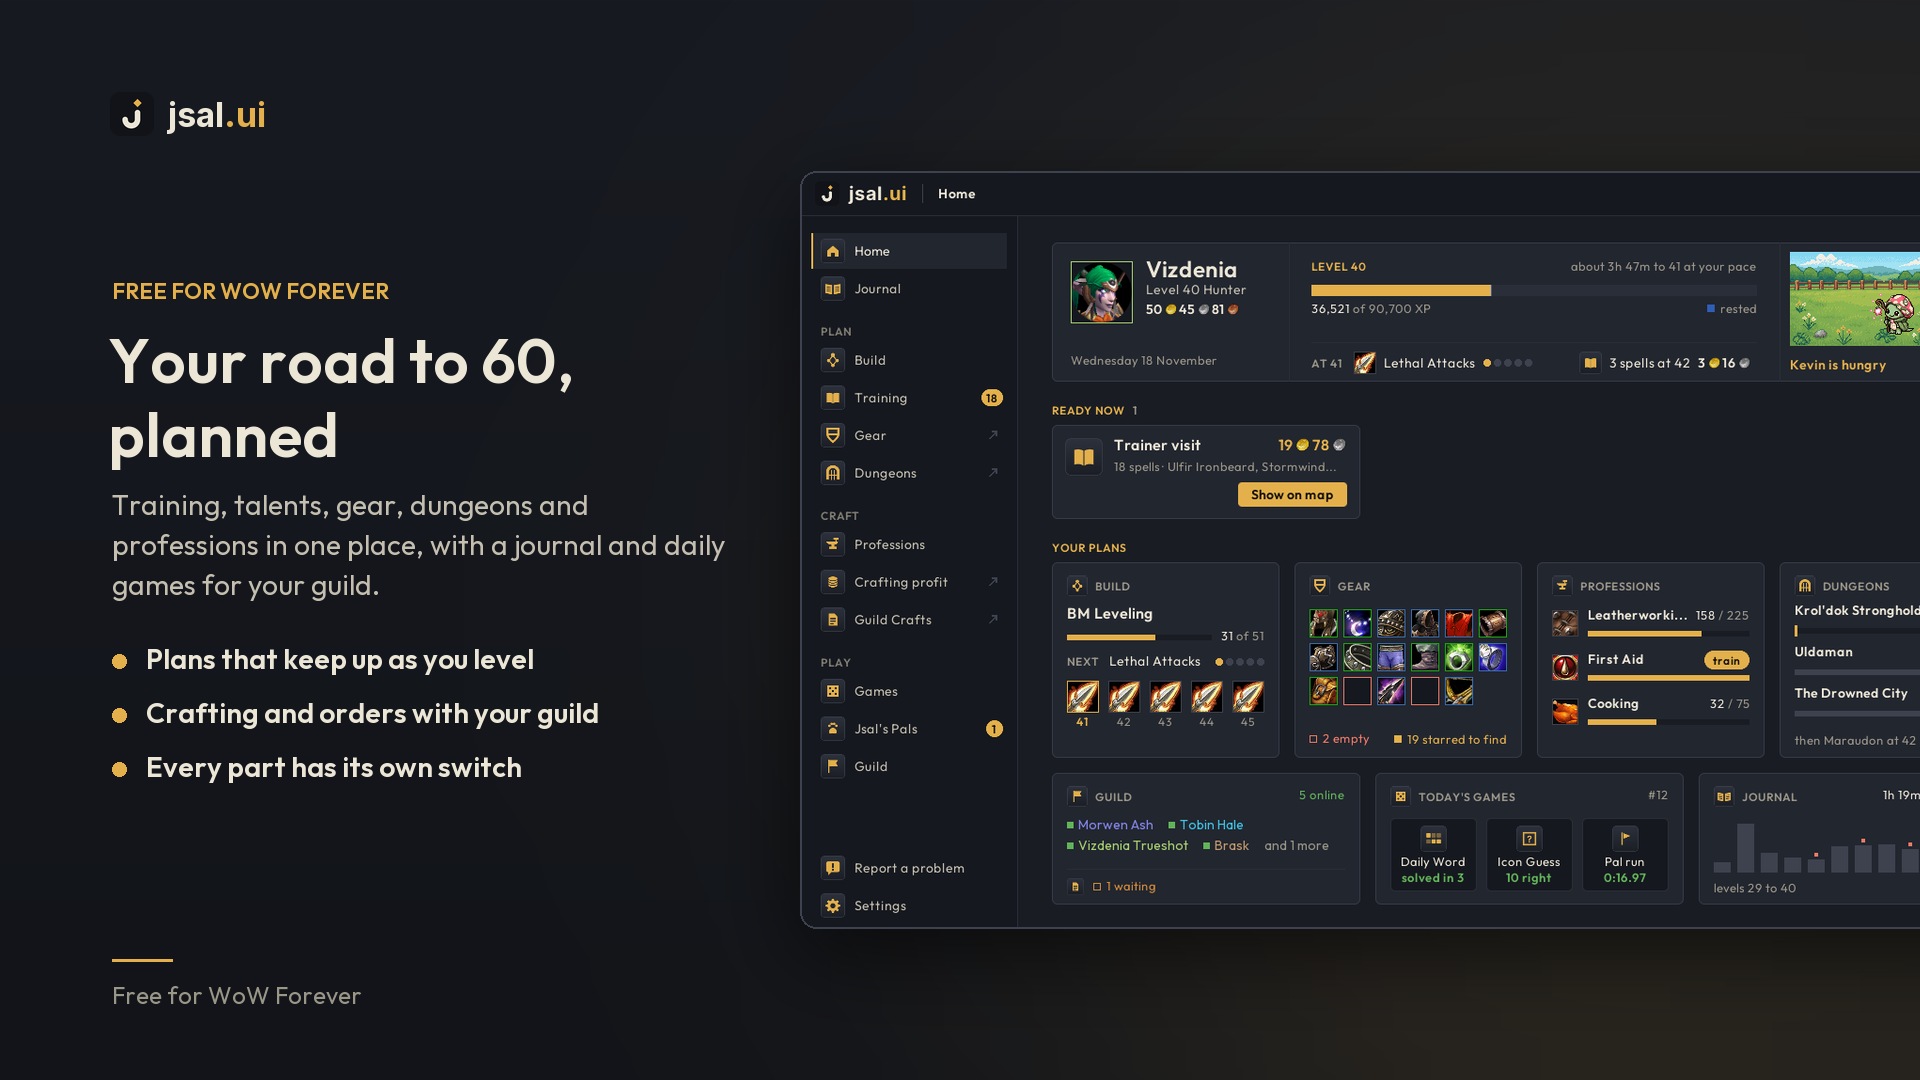 jsal.ui
FREE FOR WOW FOREVER
Your road to 60,
planned
Training, talents, gear, dungeons and
professions in one place, with a journal and daily
games for your guild.
Plans that keep up as you level
Crafting and orders with your guild
Every part has its own switch
Free for WoW Forever
jsal.ui
Home
Home
Journal
PLAN
Build
Training 18
Gear
Dungeons
CRAFT
Professions
Crafting profit
Guild Crafts
PLAY
Games
Jsal's Pals 1
Guild
Report a problem
Settings
Vizdenia
Level 40 Hunter
50 45 81
Wednesday 18 November
LEVEL 40 about 3h 47m to 41 at your pace
36,521 of 90,700 XP rested
AT 41 Lethal Attacks 3 spells at 42 3 16
Kevin is hungry
READY NOW 1
Trainer visit 19 78
18 spells · Ulfir Ironbeard, Stormwind...
Show on map
YOUR PLANS
BUILD
BM Leveling
31 of 51
NEXT Lethal Attacks
41 42 43 44 45
GEAR
2 empty 19 starred to find
PROFESSIONS
Leatherworki... 158 / 225
First Aid train
Cooking 32 / 75
DUNGEONS
Krol'dok Stronghold
Uldaman
The Drowned City
then Maraudon at 42
GUILD 5 online
Morwen Ash Tobin Hale
Vizdenia Trueshot Brask and 1 more
1 waiting
TODAY'S GAMES #12
Daily Word Icon Guess Pal run
solved in 3 10 right 0:16.97
JOURNAL 1h 19m
levels 29 to 40